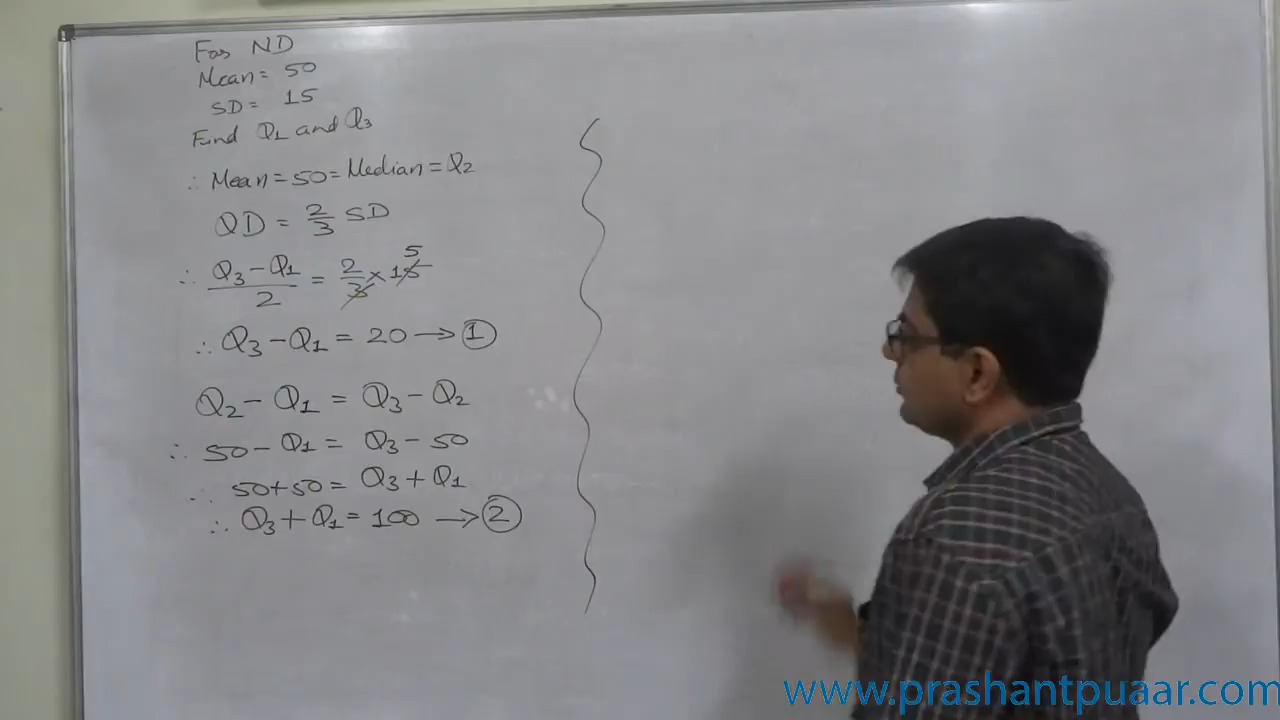 For ND
Mean = 50
SD = 15
Find Q1 and Q3
∴ Mean = 50 = Median = Q2
QD = 2/3 SD
∴ Q3 - Q1 / 2 = 2/3 × 15 5
∴ Q3 - Q1 = 20 → ①
Q2 - Q1 = Q3 - Q2
∴ 50 - Q1 = Q3 - 50
∴ 50 + 50 = Q3 + Q1
∴ Q3 + Q1 = 100 → ②
www.prashantpuaar.com